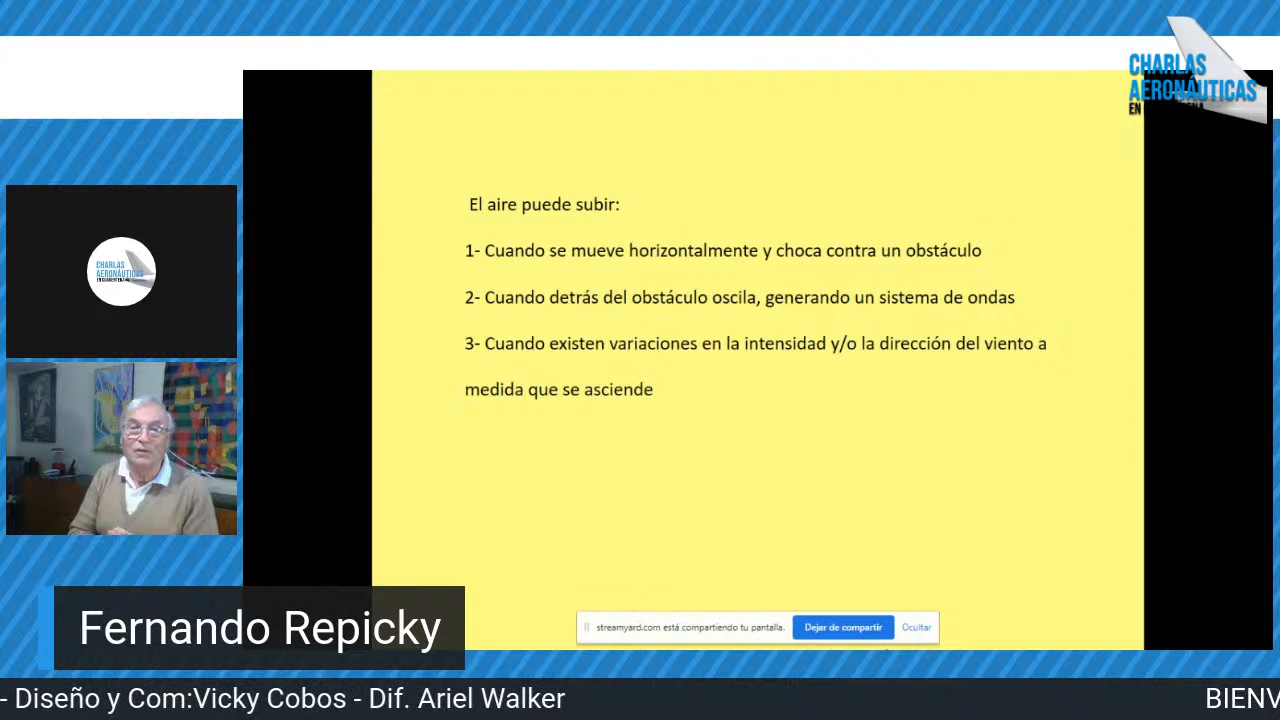 CHARLAS
AERONÁUTICAS
EN
El aire puede subir:
1- Cuando se mueve horizontalmente y choca contra un obstáculo
2- Cuando detrás del obstáculo oscila, generando un sistema de ondas
3- Cuando existen variaciones en la intensidad y/o la dirección del viento a
medida que se asciende
CHARLAS
AERONÁUTICAS
Fernando Repicky
streamyard.com está compartiendo tu pantalla.
Dejar de compartir
Ocultar
- Diseño y Com:Vicky Cobos - Dif. Ariel Walker
BIENV